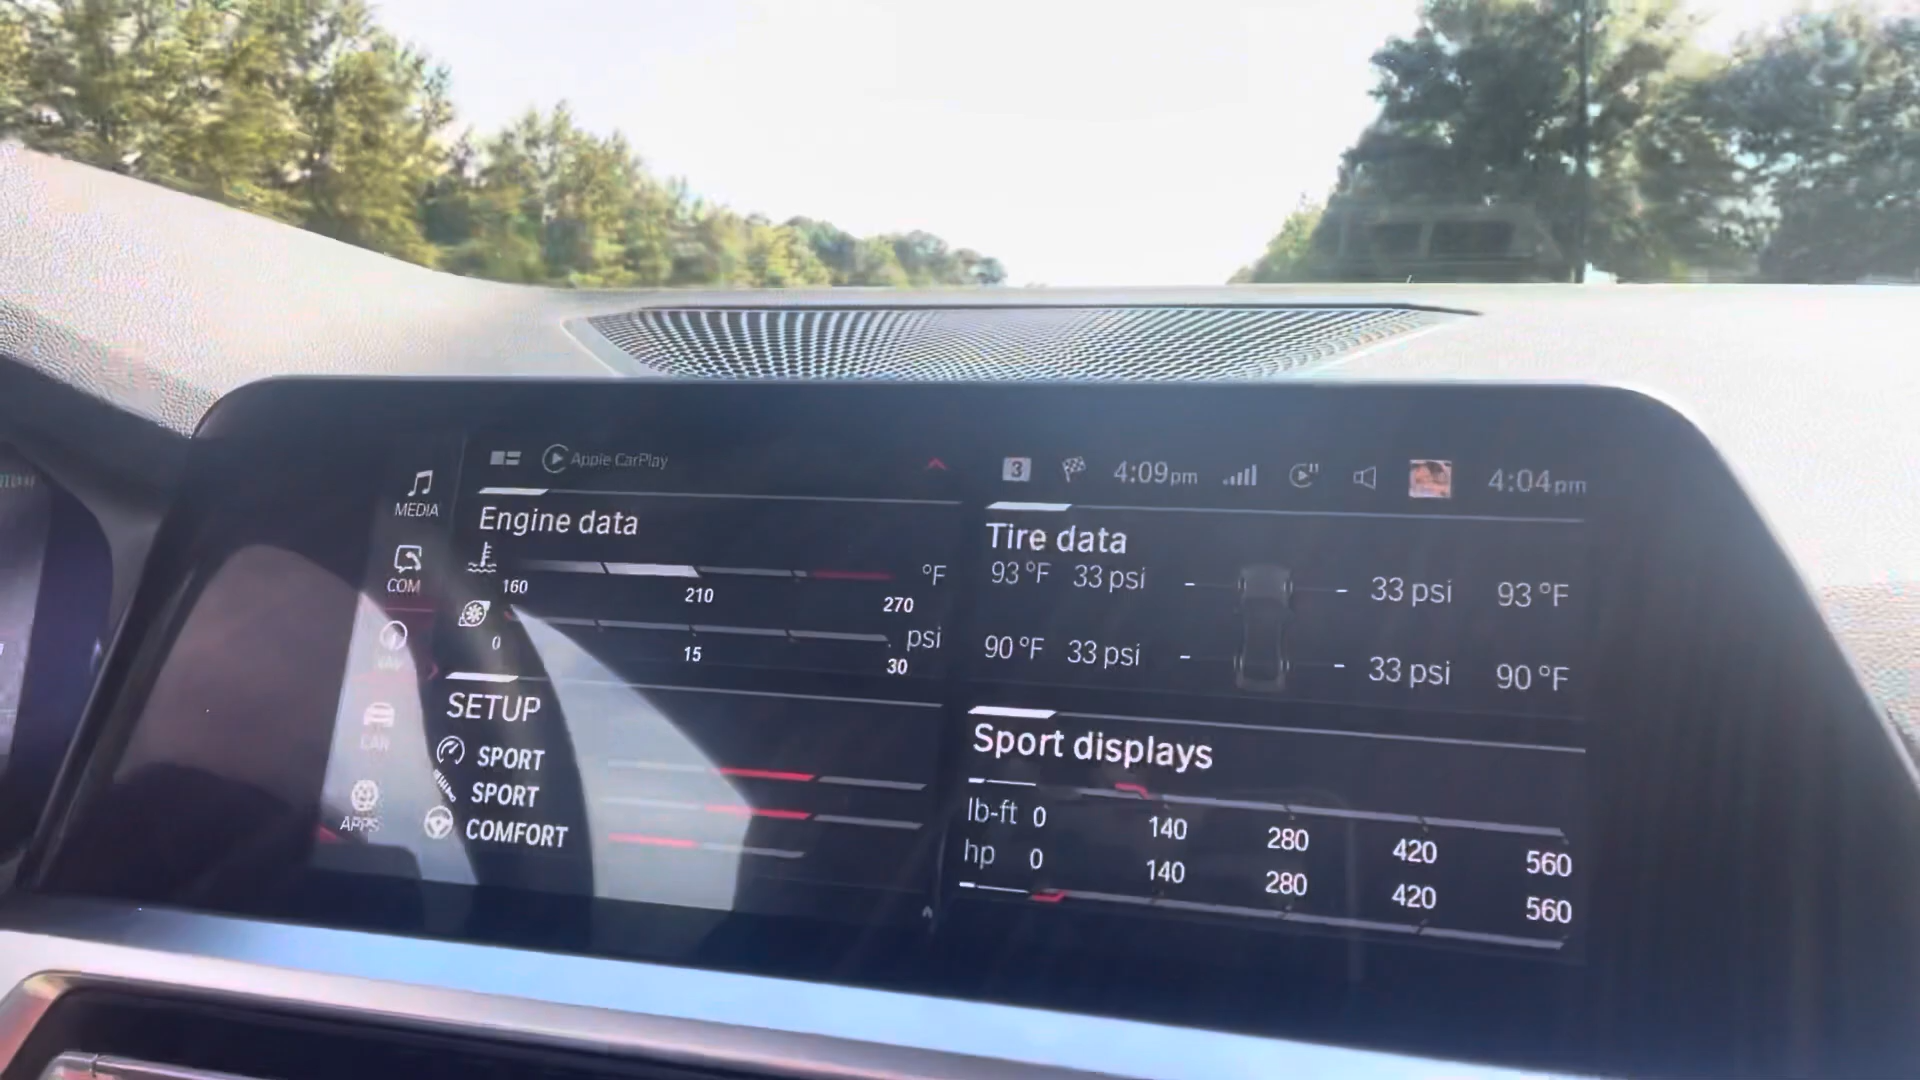 Apple CarPlay
3 4:09pm 4:04pm
MEDIA
COM
NAV
CAR
APPS
Engine data
°F
160 210 270
psi
0 15 30
SETUP
SPORT
SPORT
COMFORT
Tire data
93 °F 33 psi - - 33 psi 93 °F
90 °F 33 psi - - 33 psi 90 °F
Sport displays
lb-ft 0 140 280 420 560
hp 0 140 280 420 560